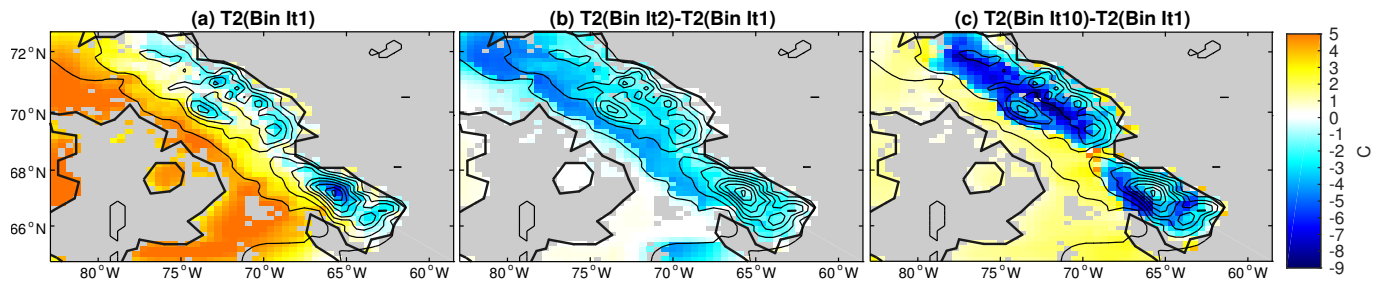 (a) T2(Bin It1)
(b) T2(Bin It2)-T2(Bin It1)
(c) T2(Bin It10)-T2(Bin It1)
72°N
70°N
68°N
66°N
80°W 75°W 70°W 65°W 60°W
80°W 75°W 70°W 65°W 60°W
80°W 75°W 70°W 65°W 60°W
5
4
3
2
1
0
-1
-2
-3
-4
-5
-6
-7
-8
-9
C